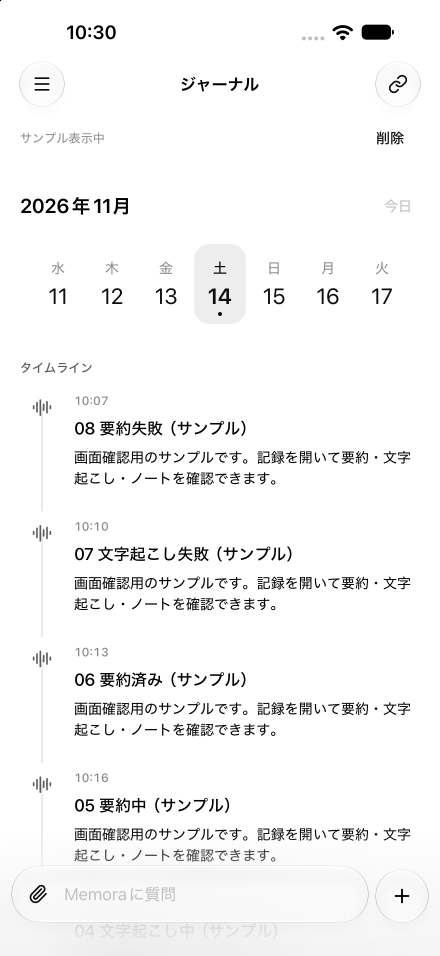 10:30
ジャーナル
サンプル表示中
削除
2026年11月
今日
水 木 金 土 日 月 火
11 12 13 14 15 16 17
タイムライン
10:07
08 要約失敗（サンプル）
画面確認用のサンプルです。記録を開いて要約・文字
起こし・ノートを確認できます。
10:10
07 文字起こし失敗（サンプル）
画面確認用のサンプルです。記録を開いて要約・文字
起こし・ノートを確認できます。
10:13
06 要約済み（サンプル）
画面確認用のサンプルです。記録を開いて要約・文字
起こし・ノートを確認できます。
10:16
05 要約中（サンプル）
画面確認用のサンプルです。記録を開いて要約・文字
起こし・ノートを確認できます。
Memoraに質問
04 文字起こし中（サンプル）